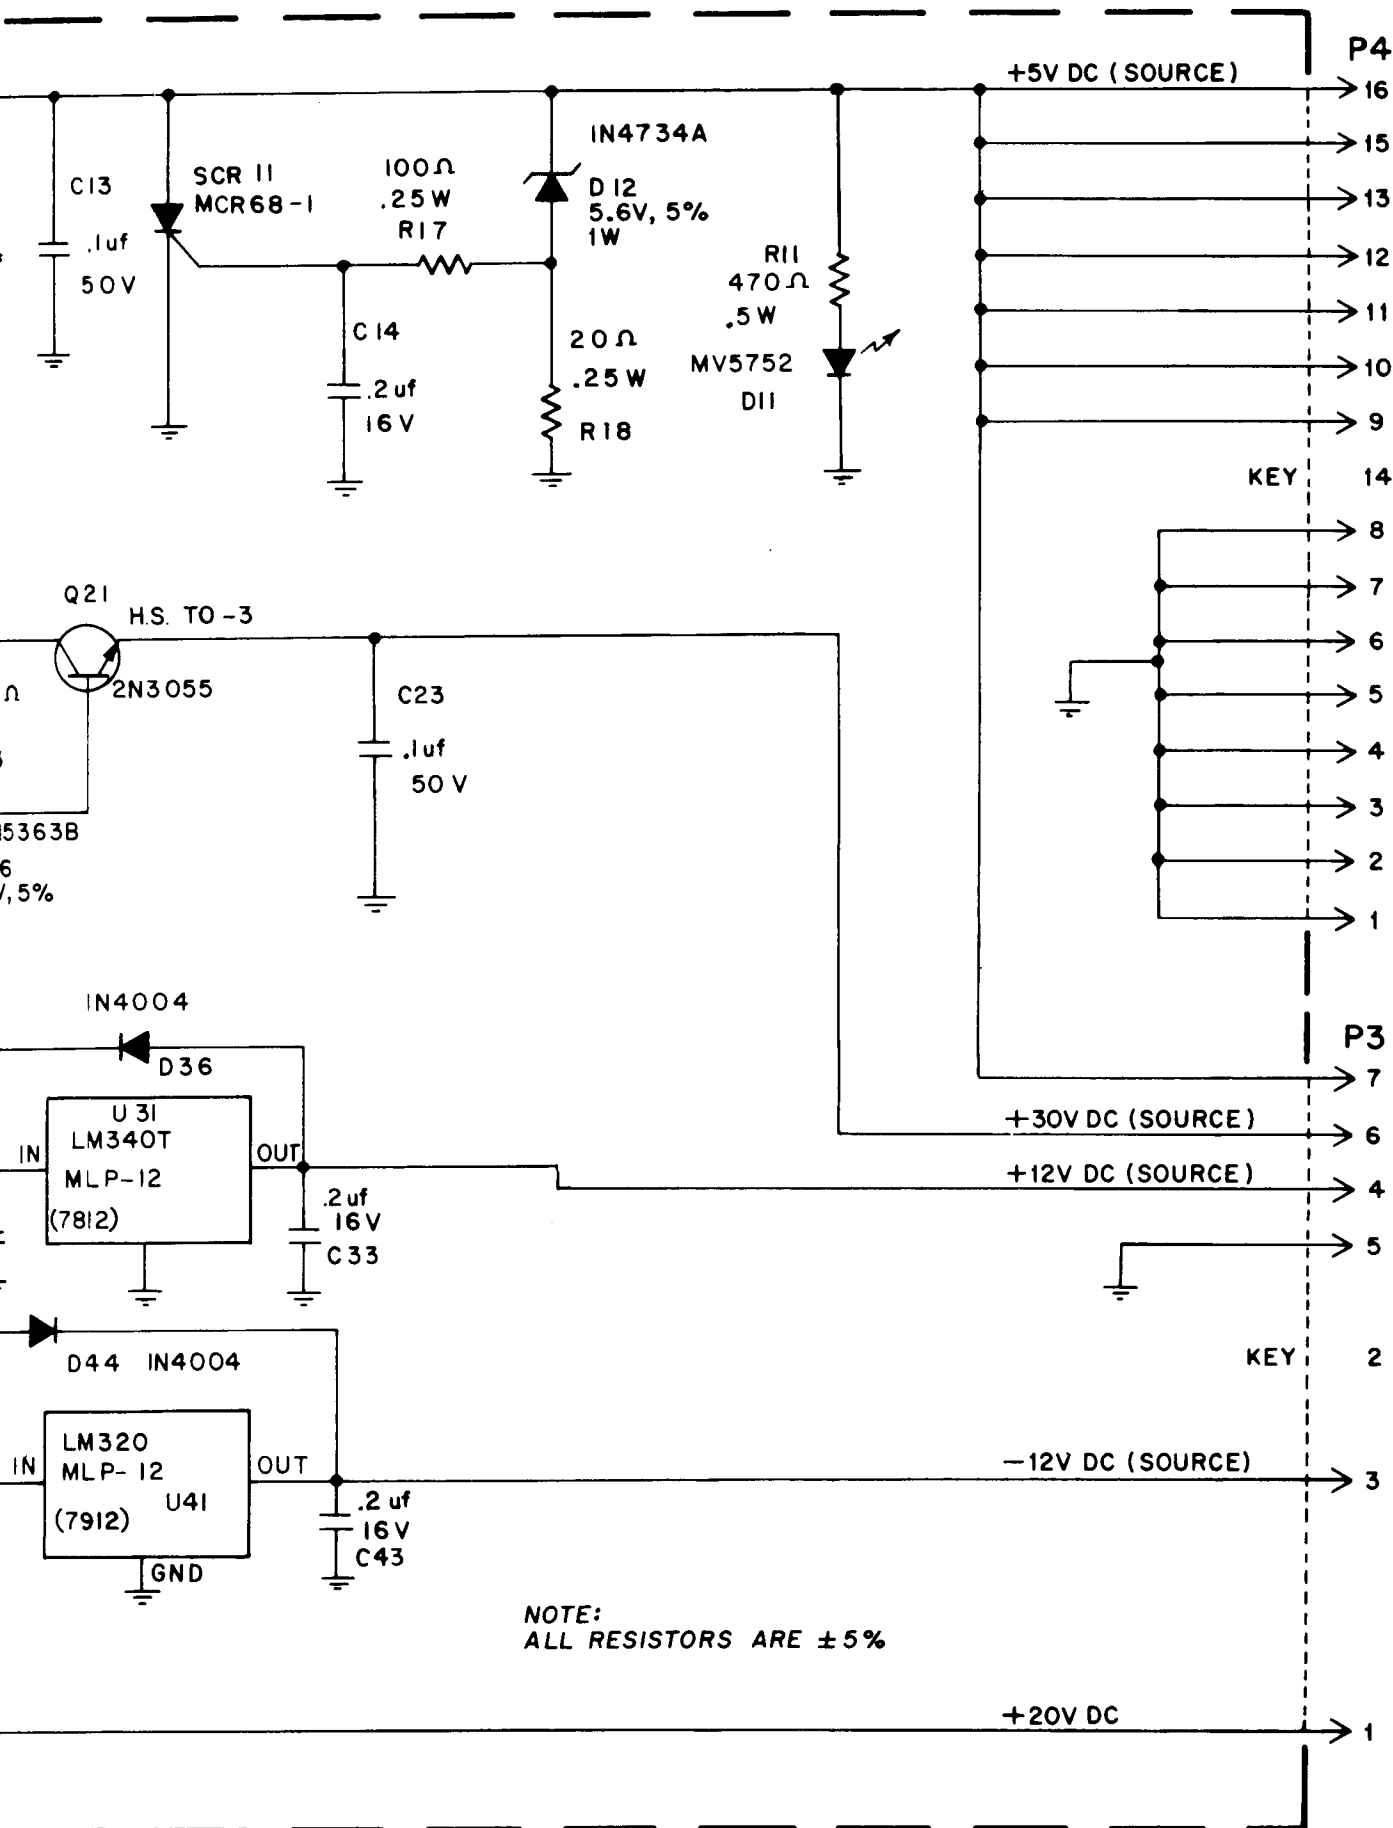 P4
+5V DC (SOURCE)
16
15
13
12
11
10
9
KEY 14
8
7
6
5
4
3
2
1
C13
.1uf
50V
SCR 11
MCR68-1
100Ω
.25W
R17
IN4734A
D12
5.6V, 5%
1W
C14
.2uf
16V
20Ω
.25W
R18
R11
470Ω
.5W
MV5752
D11
Q21
H.S. TO-3
2N3055
Ω
C23
.1uf
50V
5363B
6
V, 5%
IN4004
D36
U31
LM340T
MLP-12
(7812)
IN
OUT
.2uf
16V
C33
P3
7
+30V DC (SOURCE)
6
+12V DC (SOURCE)
4
5
KEY 2
D44 IN4004
LM320
MLP-12
U41
(7912)
IN
OUT
GND
.2uf
16V
C43
-12V DC (SOURCE)
3
NOTE:
ALL RESISTORS ARE ±5%
+20V DC
1